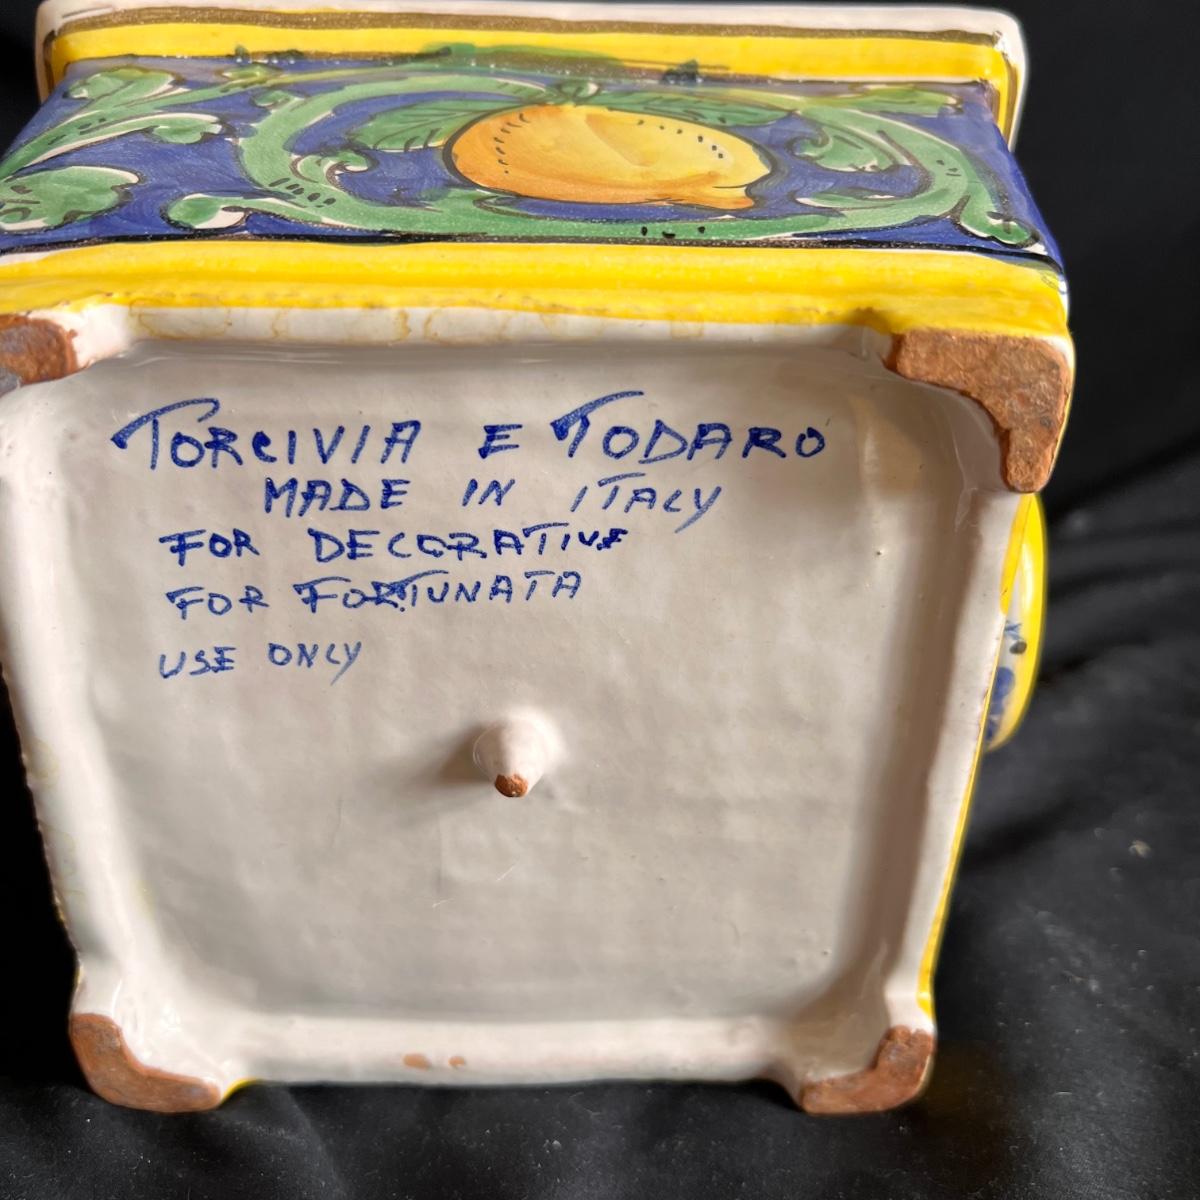 TORCIVIA E TODARO
MADE IN ITALY
FOR DECORATIVE
FOR FORTUNATA
USE ONLY